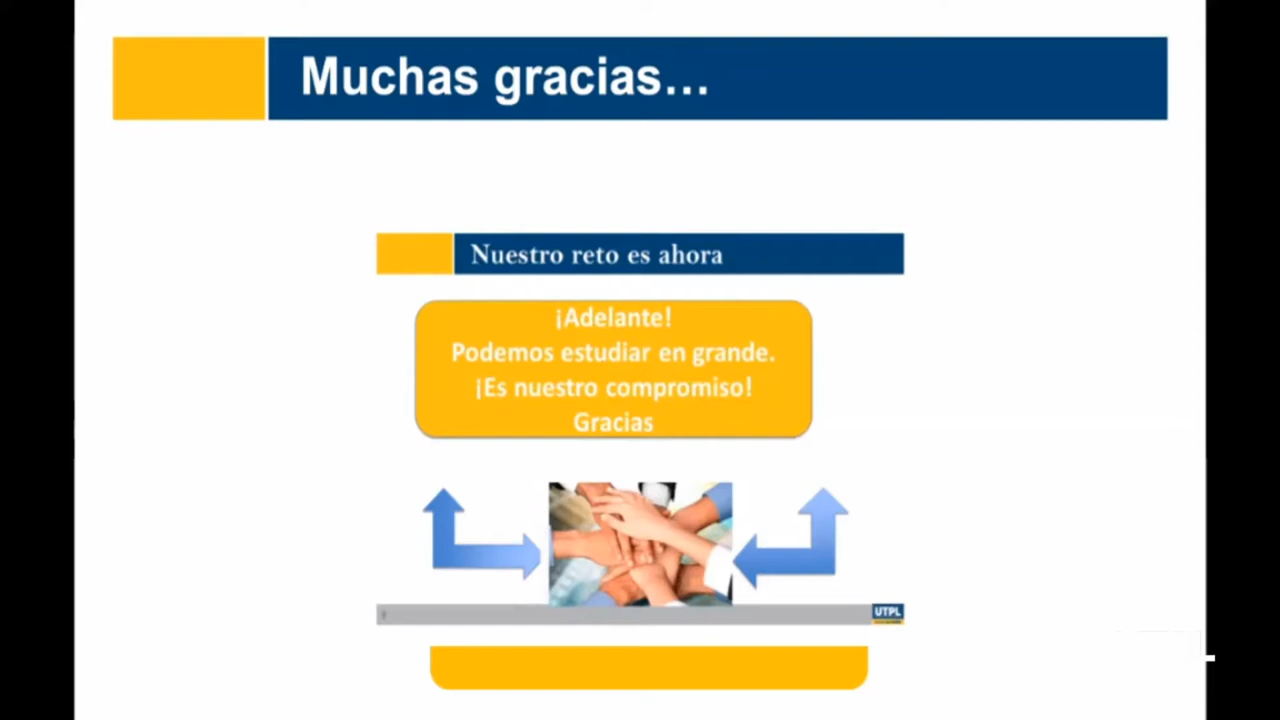 Muchas gracias...
Nuestro reto es ahora
¡Adelante!
Podemos estudiar en grande.
¡Es nuestro compromiso!
Gracias
UTPL